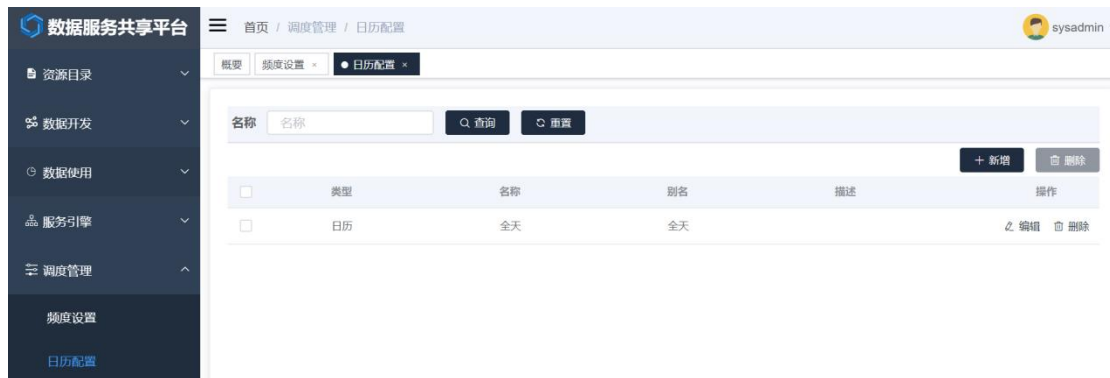 数据服务共享平台
首页 / 调度管理 / 日历配置
sysadmin
概要 频度设置 × 日历配置 ×
资源目录
数据开发
数据使用
服务引擎
调度管理
频度设置
日历配置
名称 名称 查询 重置
+ 新增 删除
类型 名称 别名 描述 操作
日历 全天 全天 编辑 删除